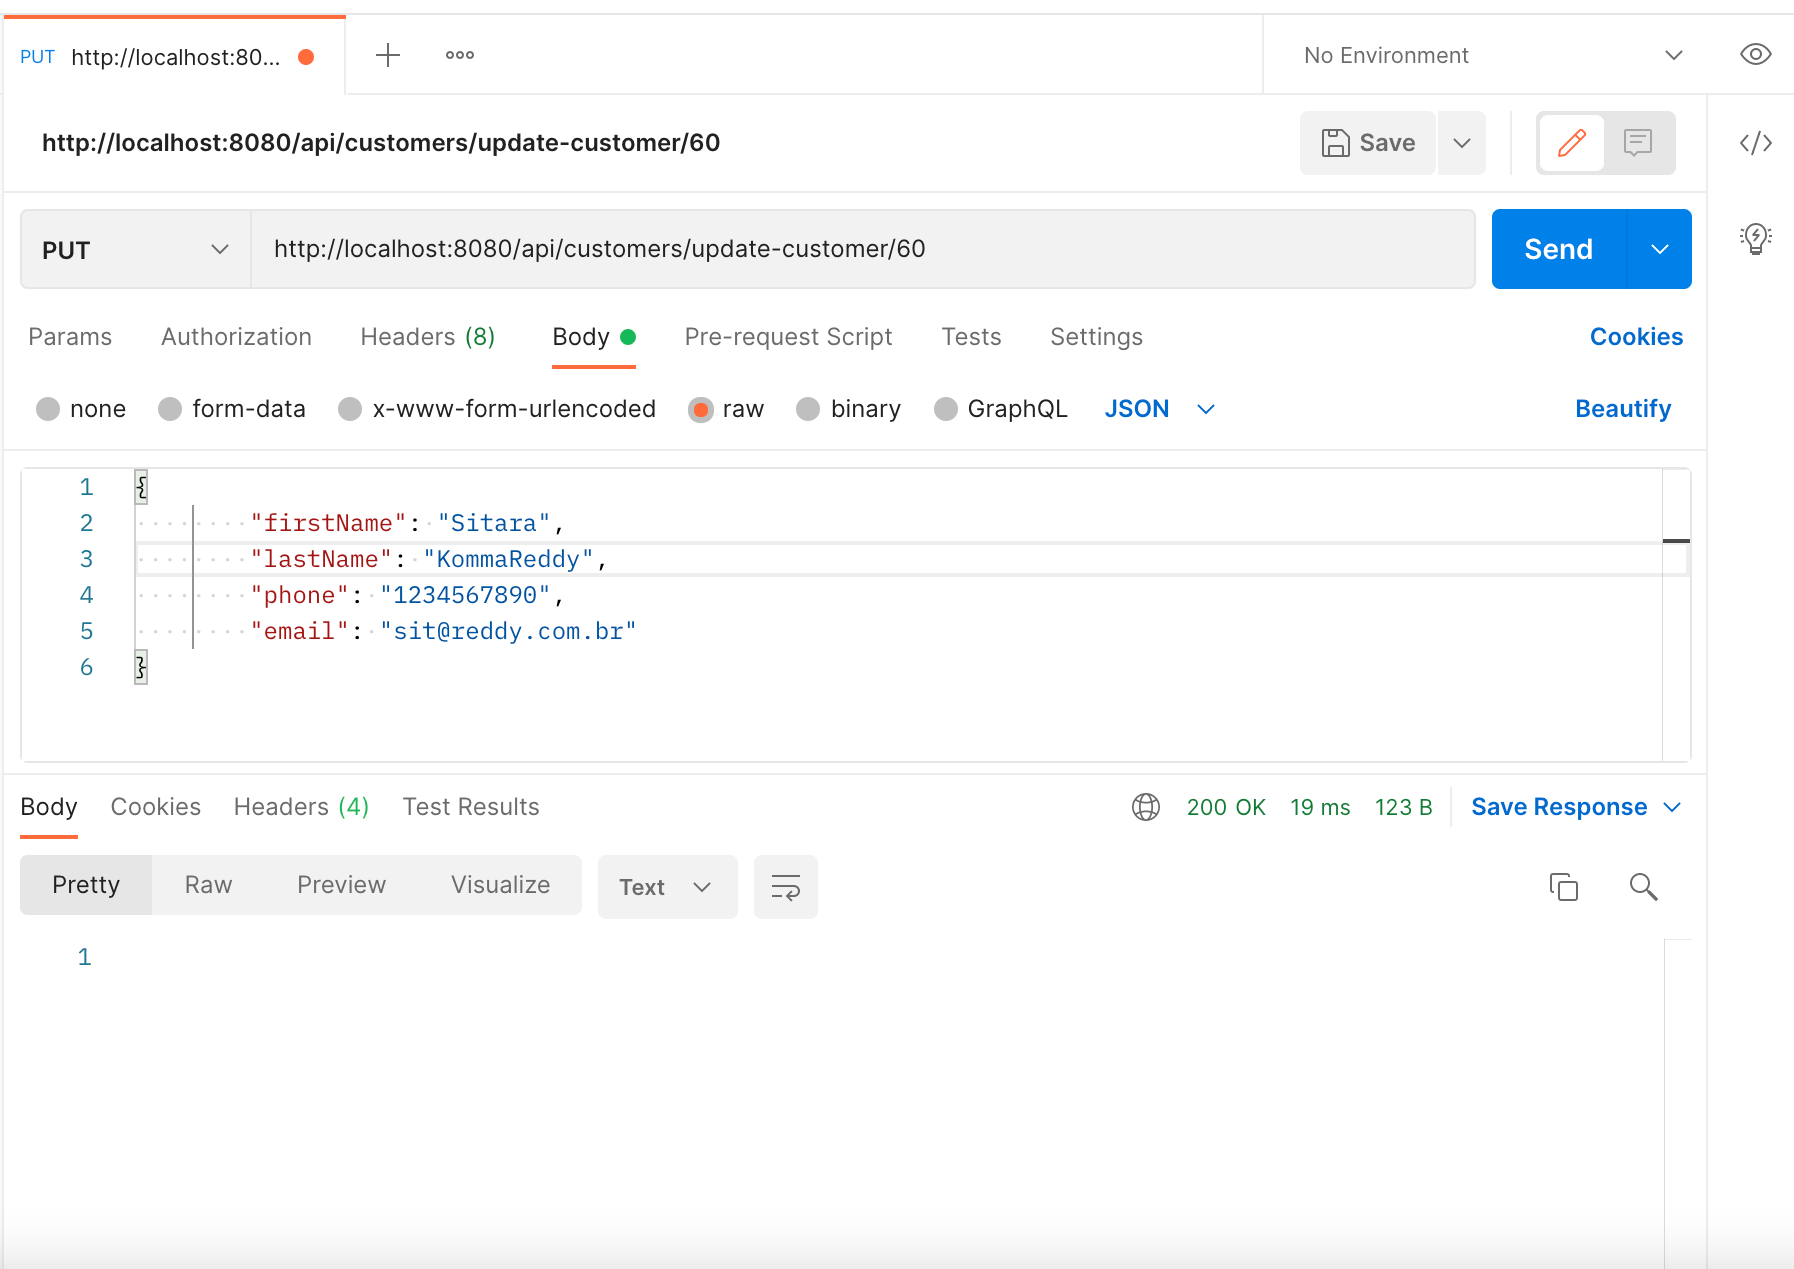 PUT http://localhost:80...
No Environment
http://localhost:8080/api/customers/update-customer/60
Save
PUT http://localhost:8080/api/customers/update-customer/60 Send
Params Authorization Headers (8) Body Pre-request Script Tests Settings Cookies
none form-data x-www-form-urlencoded raw binary GraphQL JSON Beautify
1 {
2 "firstName": "Sitara",
3 "lastName": "KommaReddy",
4 "phone": "1234567890",
5 "email": "sit@reddy.com.br"
6 }
Body Cookies Headers (4) Test Results 200 OK 19 ms 123 B Save Response
Pretty Raw Preview Visualize Text
1